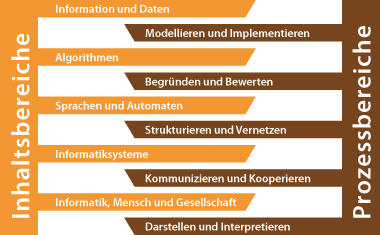 Inhaltsbereiche
Information und Daten
Modellieren und Implementieren
Algorithmen
Begründen und Bewerten
Sprachen und Automaten
Strukturieren und Vernetzen
Informatiksysteme
Kommunizieren und Kooperieren
Informatik, Mensch und Gesellschaft
Darstellen und Interpretieren
Prozessbereiche